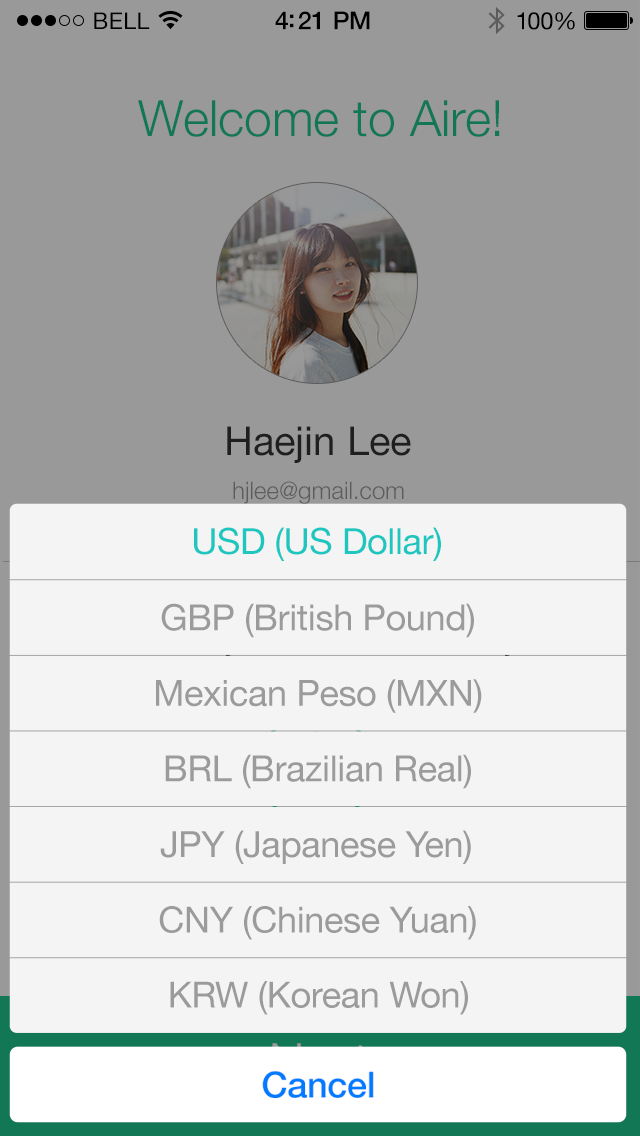 BELL 4:21 PM 100%
Welcome to Aire!
Haejin Lee
hjlee@gmail.com
USD (US Dollar)
GBP (British Pound)
Mexican Peso (MXN)
BRL (Brazilian Real)
JPY (Japanese Yen)
CNY (Chinese Yuan)
KRW (Korean Won)
Cancel